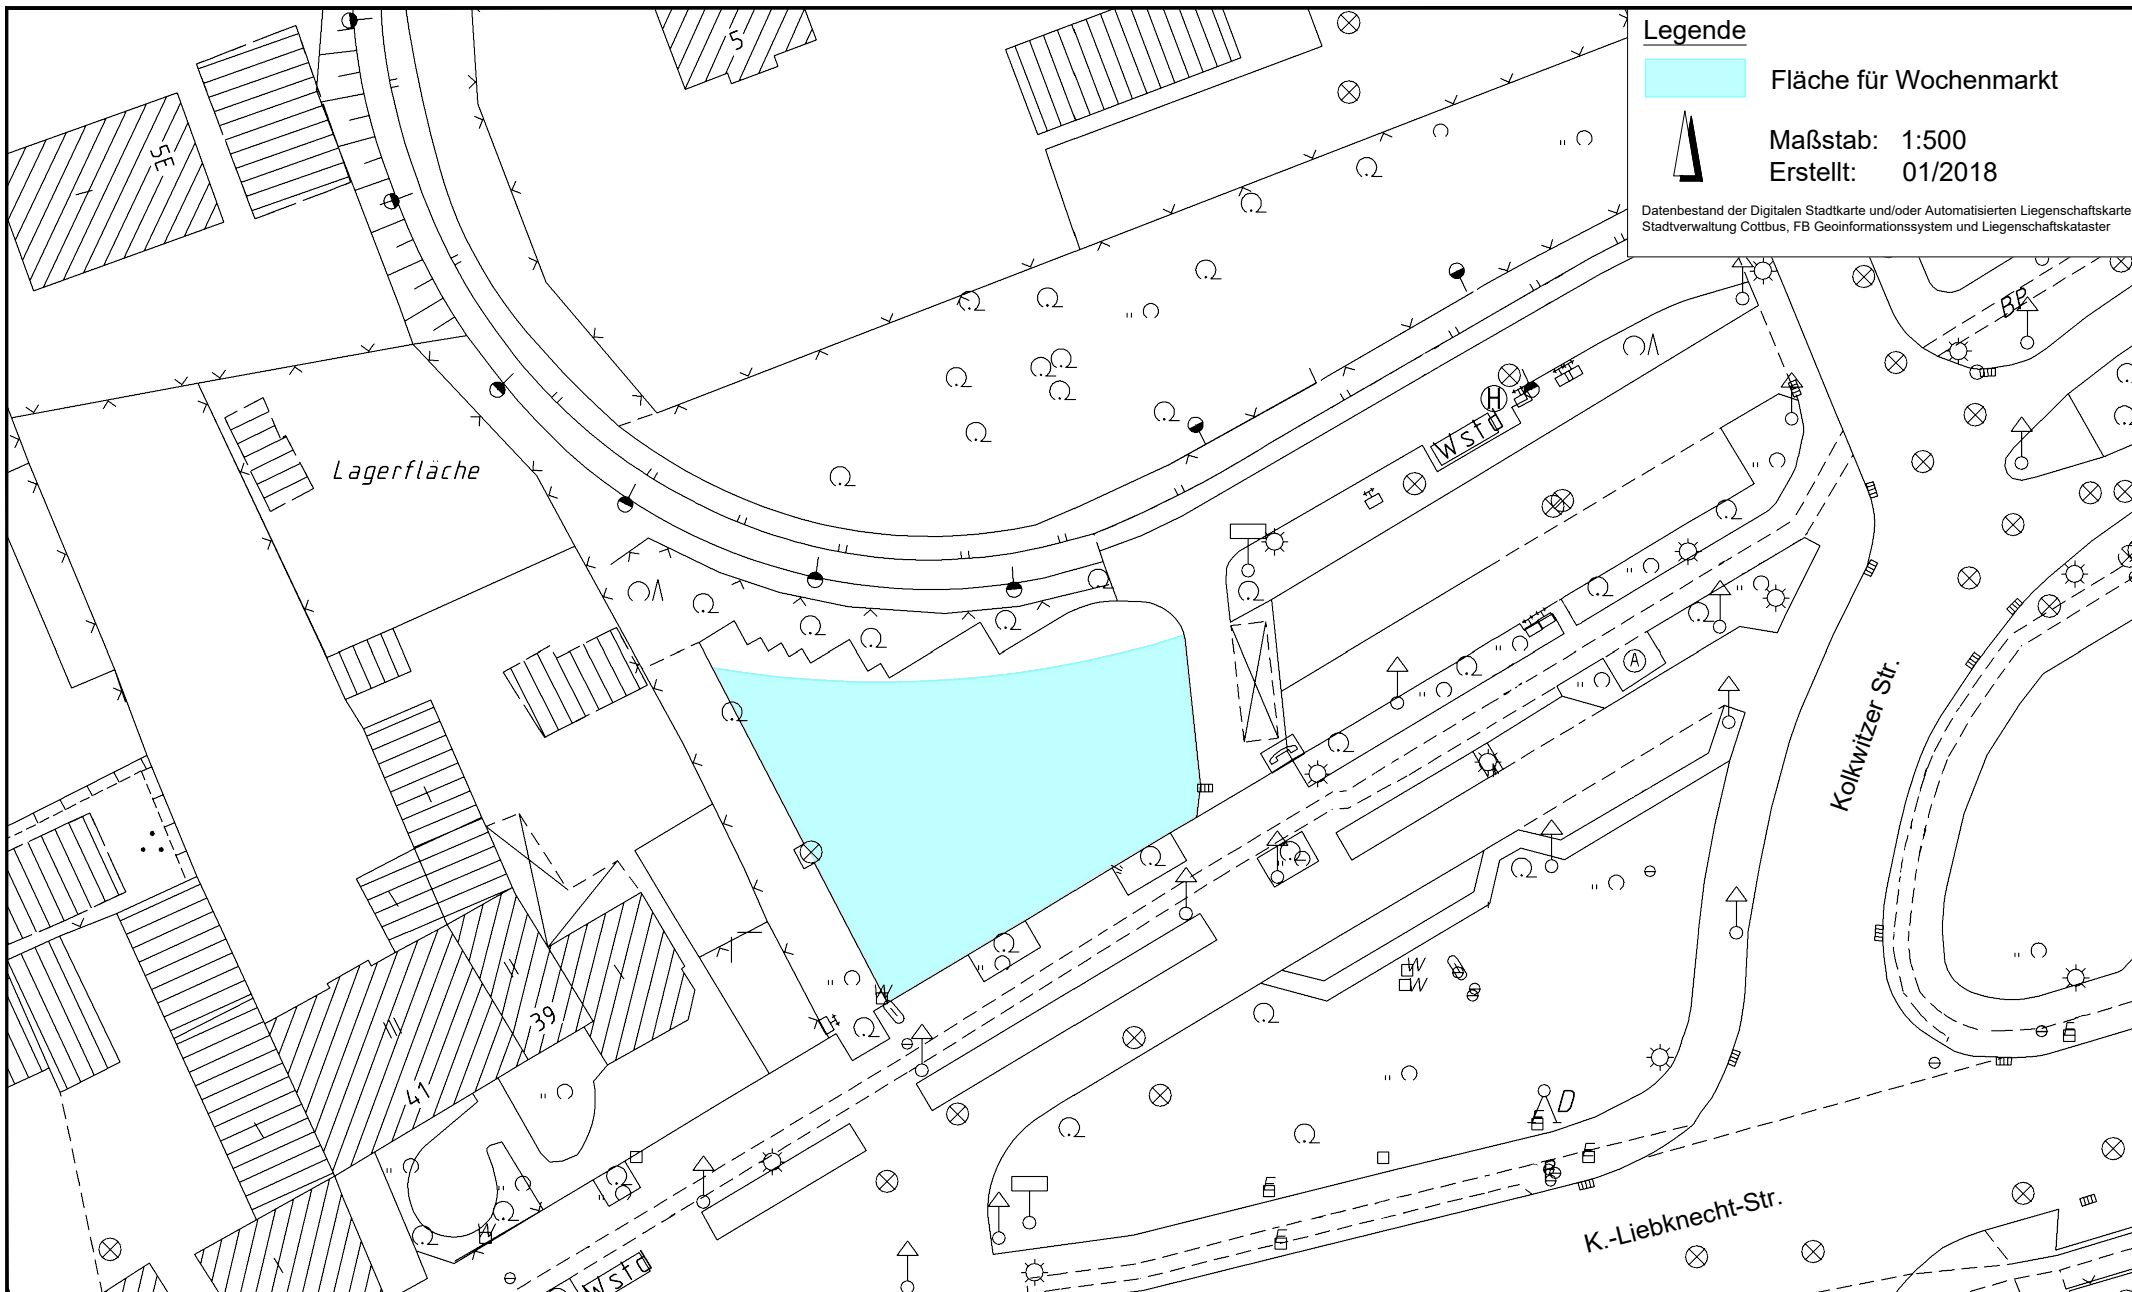 Legende
Fläche für Wochenmarkt
Maßstab: 1:500
Erstellt: 01/2018
Datenbestand der Digitalen Stadtkarte und/oder Automatisierten Liegenschaftskarte
Stadtverwaltung Cottbus, FB Geoinformationssystem und Liegenschaftskataster
5
5E
BP
H
Wstd
Lagerfläche
A
Kolkwitzer Str.
W
W
W
39
41
D
E
E
E
E
E
W
K.-Liebknecht-Str.
Wstd